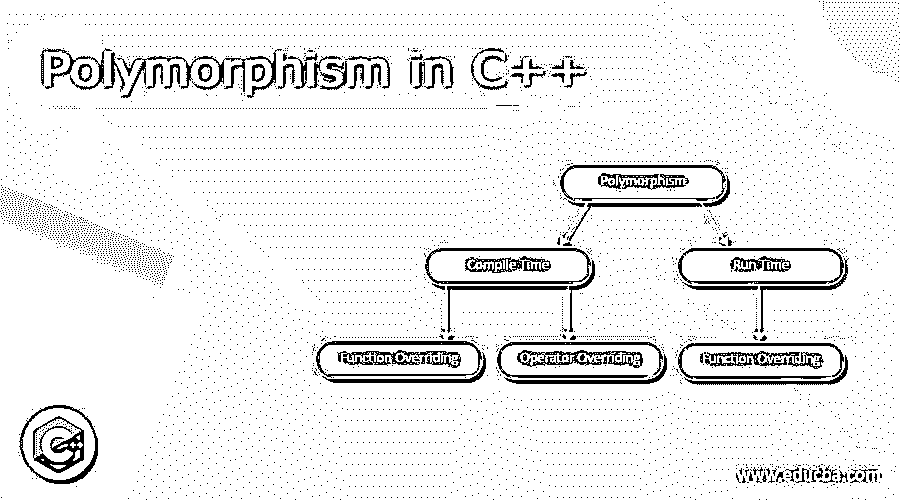 Polymorphism in C++
Polymorphism
Compile Time
Run Time
Function Overriding
Operator Overriding
Function Overriding
www.educba.com